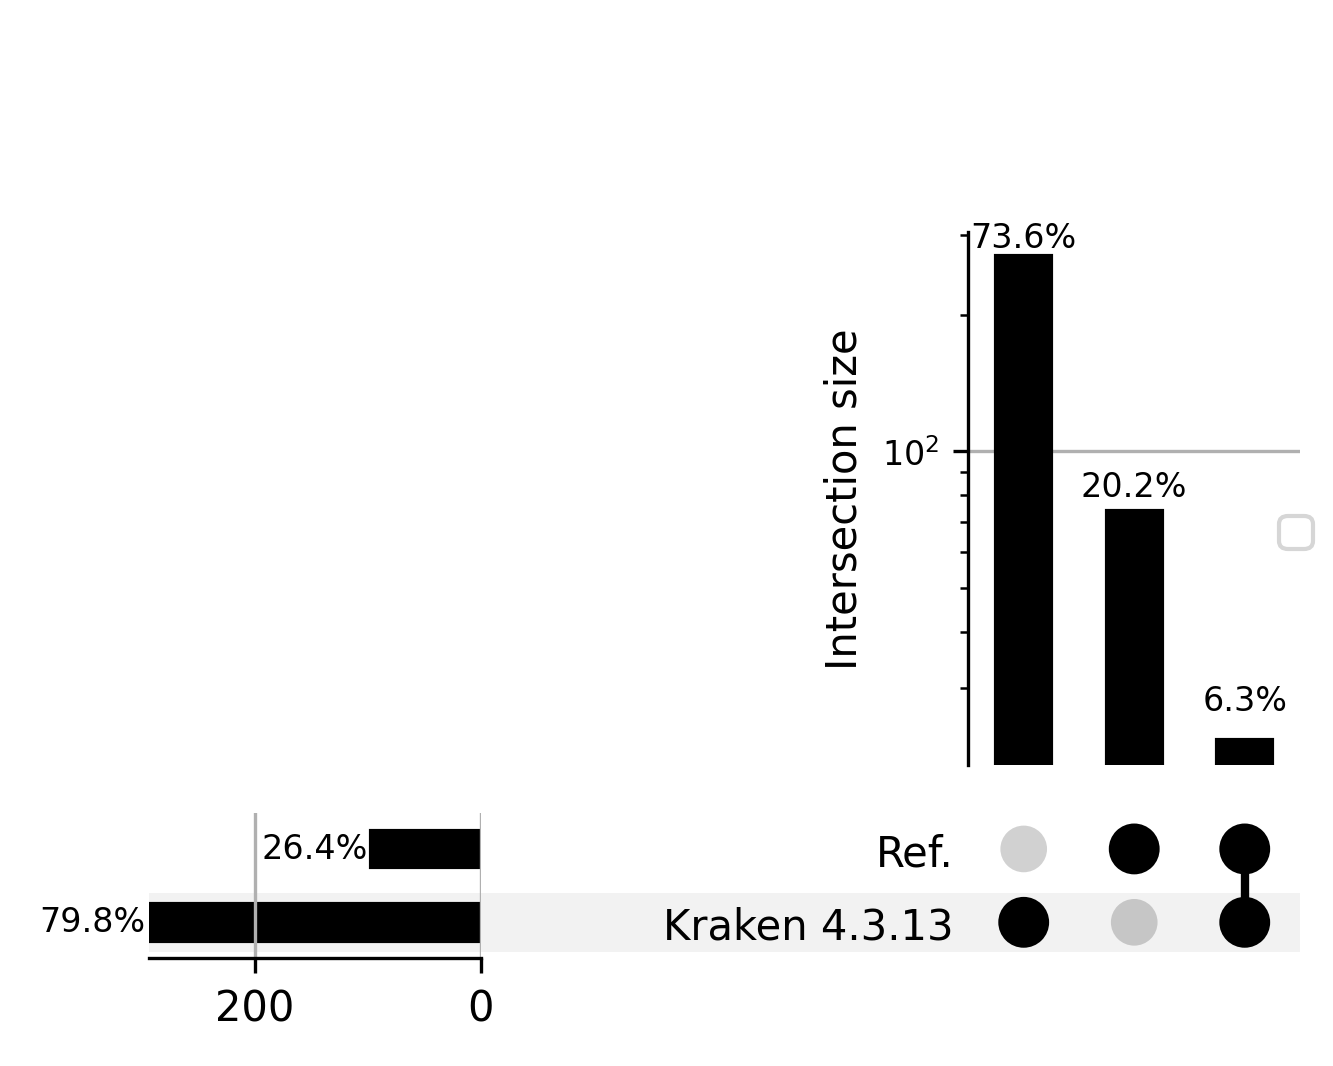 73.6%
Intersection size
10²
20.2%
6.3%
26.4%
Ref.
79.8%
Kraken 4.3.13
200
0